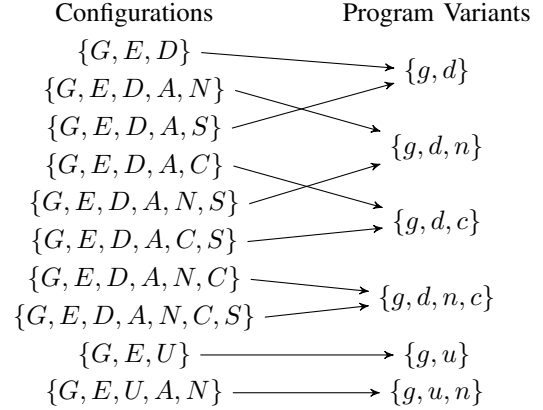 Configurations Program Variants
{G, E, D}
{g, d}
{G, E, D, A, N}
{G, E, D, A, S}
{g, d, n}
{G, E, D, A, C}
{G, E, D, A, N, S}
{g, d, c}
{G, E, D, A, C, S}
{G, E, D, A, N, C}
{g, d, n, c}
{G, E, D, A, N, C, S}
{G, E, U} {g, u}
{G, E, U, A, N} {g, u, n}